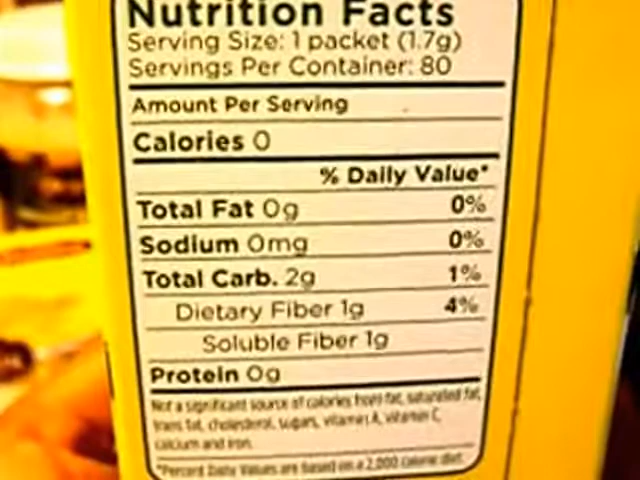 Nutrition Facts
Serving Size: 1 packet (1.7g)
Servings Per Container: 80
Amount Per Serving
Calories 0
% Daily Value*
Total Fat 0g 0%
Sodium 0mg 0%
Total Carb. 2g 1%
Dietary Fiber 1g 4%
Soluble Fiber 1g
Protein 0g
Not a significant source of calories from fat, saturated fat,
trans fat, cholesterol, sugars, vitamin A, vitamin C,
calcium and iron.
*Percent Daily Values are based on a 2,000 calorie diet.